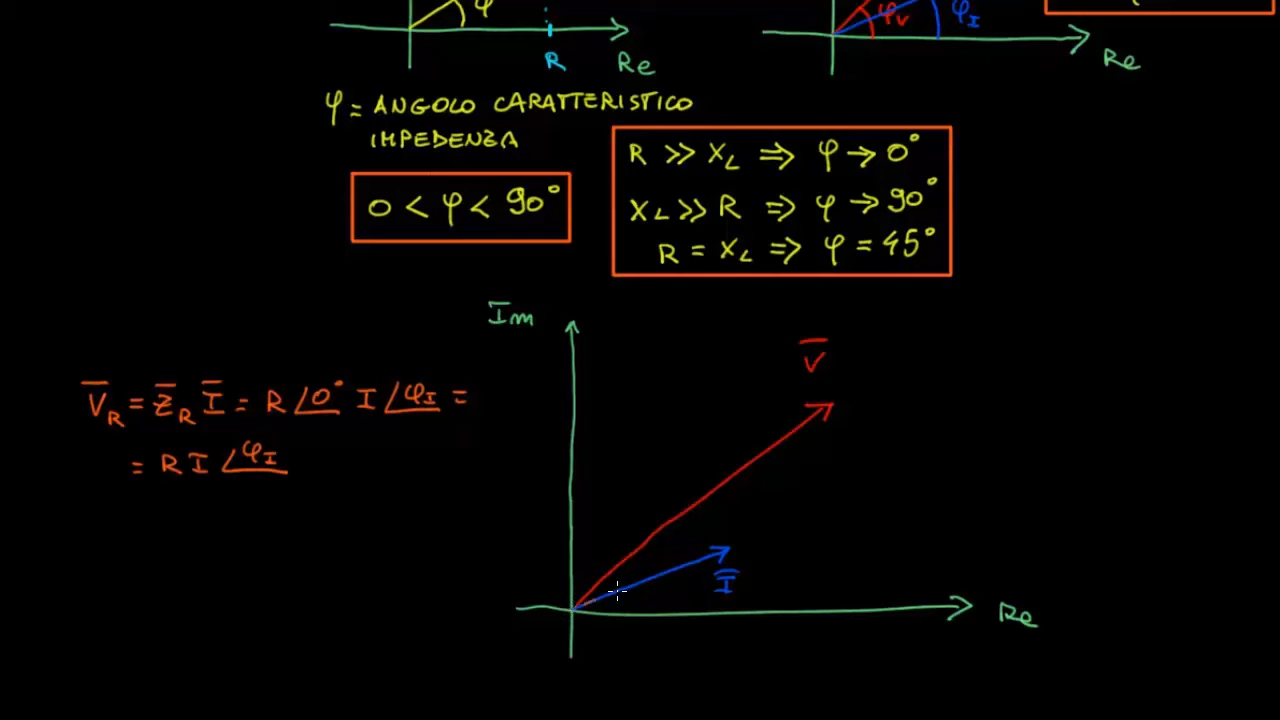 φ
R
Re
φV
φI
Re
φ = ANGOLO CARATTERISTICO
IMPEDENZA
0 < φ < 90°
R >> XL ⇒ φ → 0°
XL >> R ⇒ φ → 90°
R = XL ⇒ φ = 45°
Im
V̅
V̅R = Z̅R I̅ = R∠0° I∠φI =
= R I ∠φI
I̅
Re